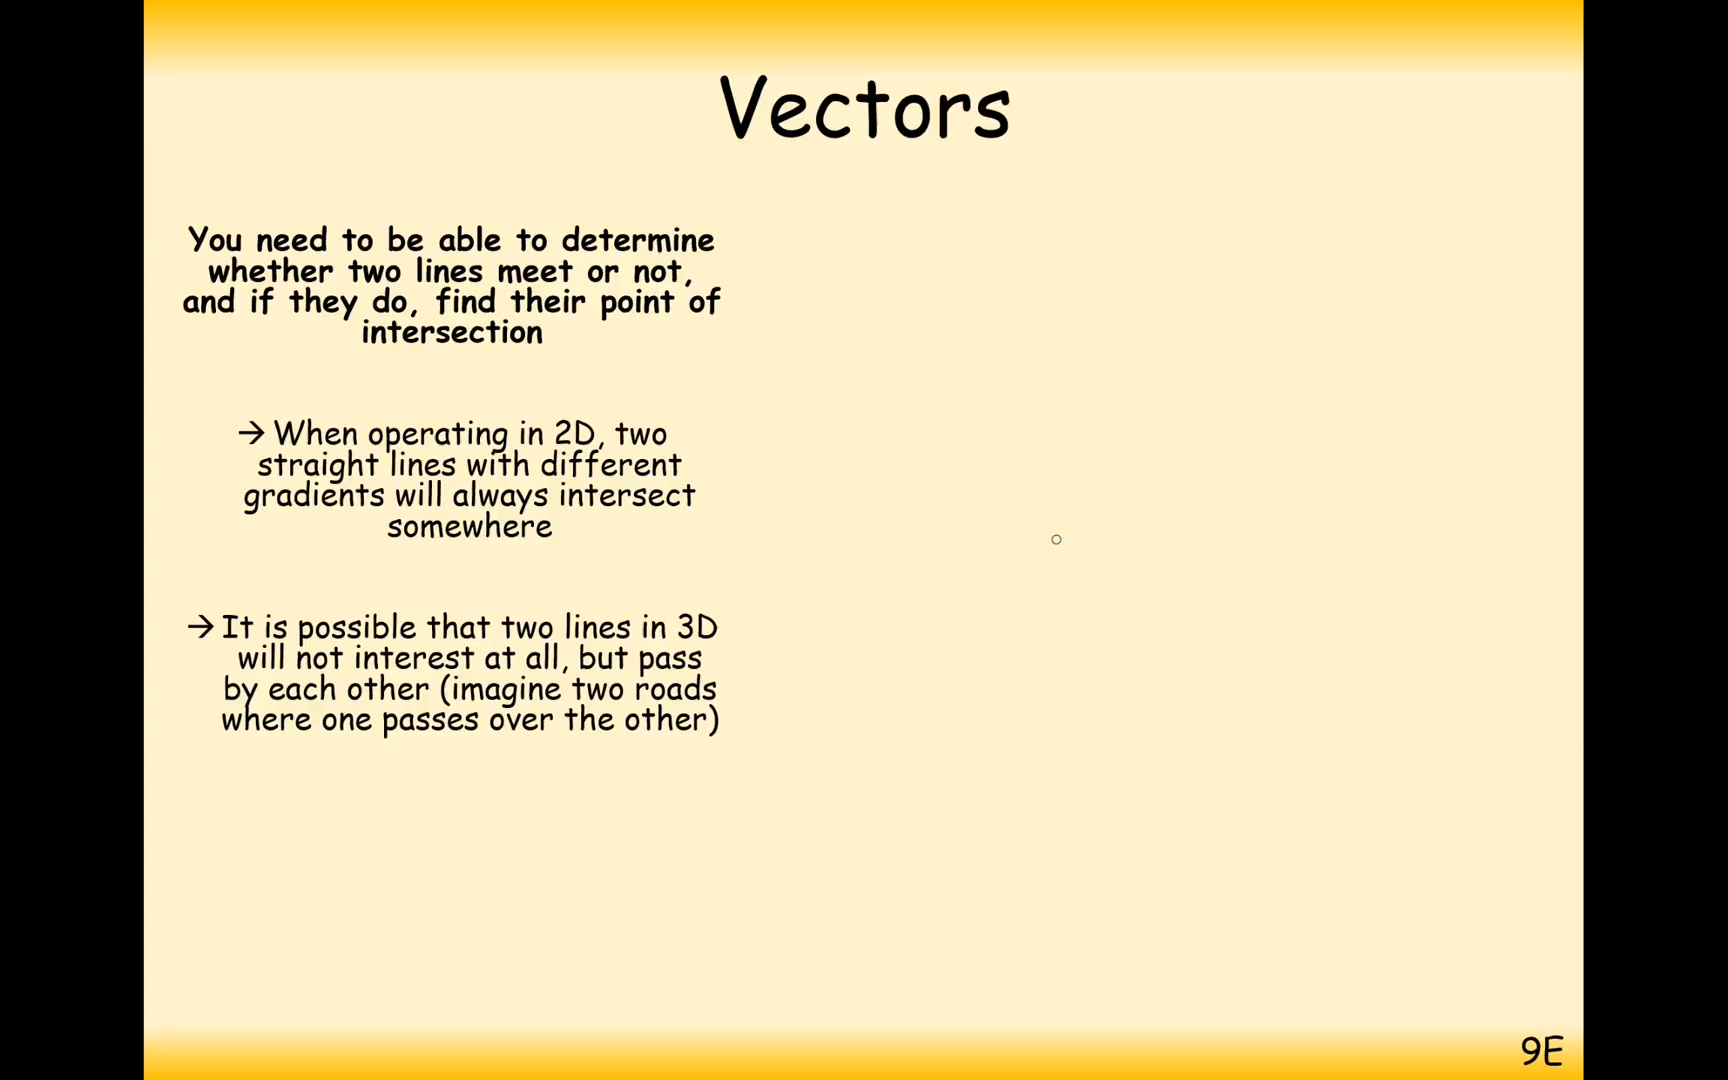 Vectors
You need to be able to determine
whether two lines meet or not,
and if they do, find their point of
intersection
→ When operating in 2D, two
straight lines with different
gradients will always intersect
somewhere
→ It is possible that two lines in 3D
will not interest at all, but pass
by each other (imagine two roads
where one passes over the other)
9E